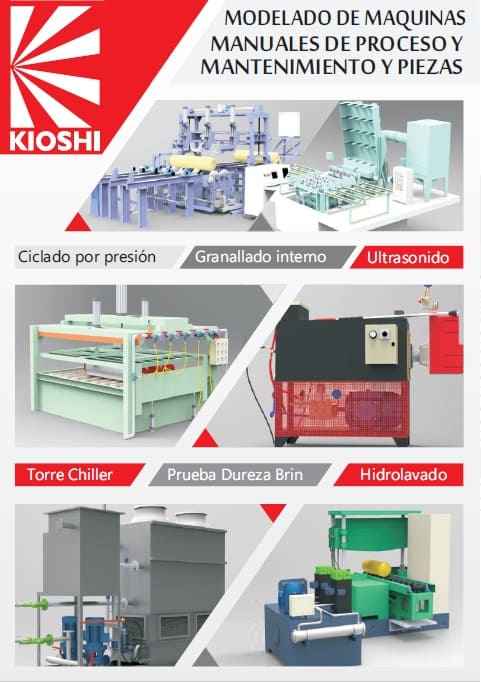 MODELADO DE MAQUINAS
MANUALES DE PROCESO Y
MANTENIMIENTO Y PIEZAS
KIOSHI
Ciclado por presión
Granallado interno
Ultrasonido
Torre Chiller
Prueba Dureza Brin
Hidrolavado